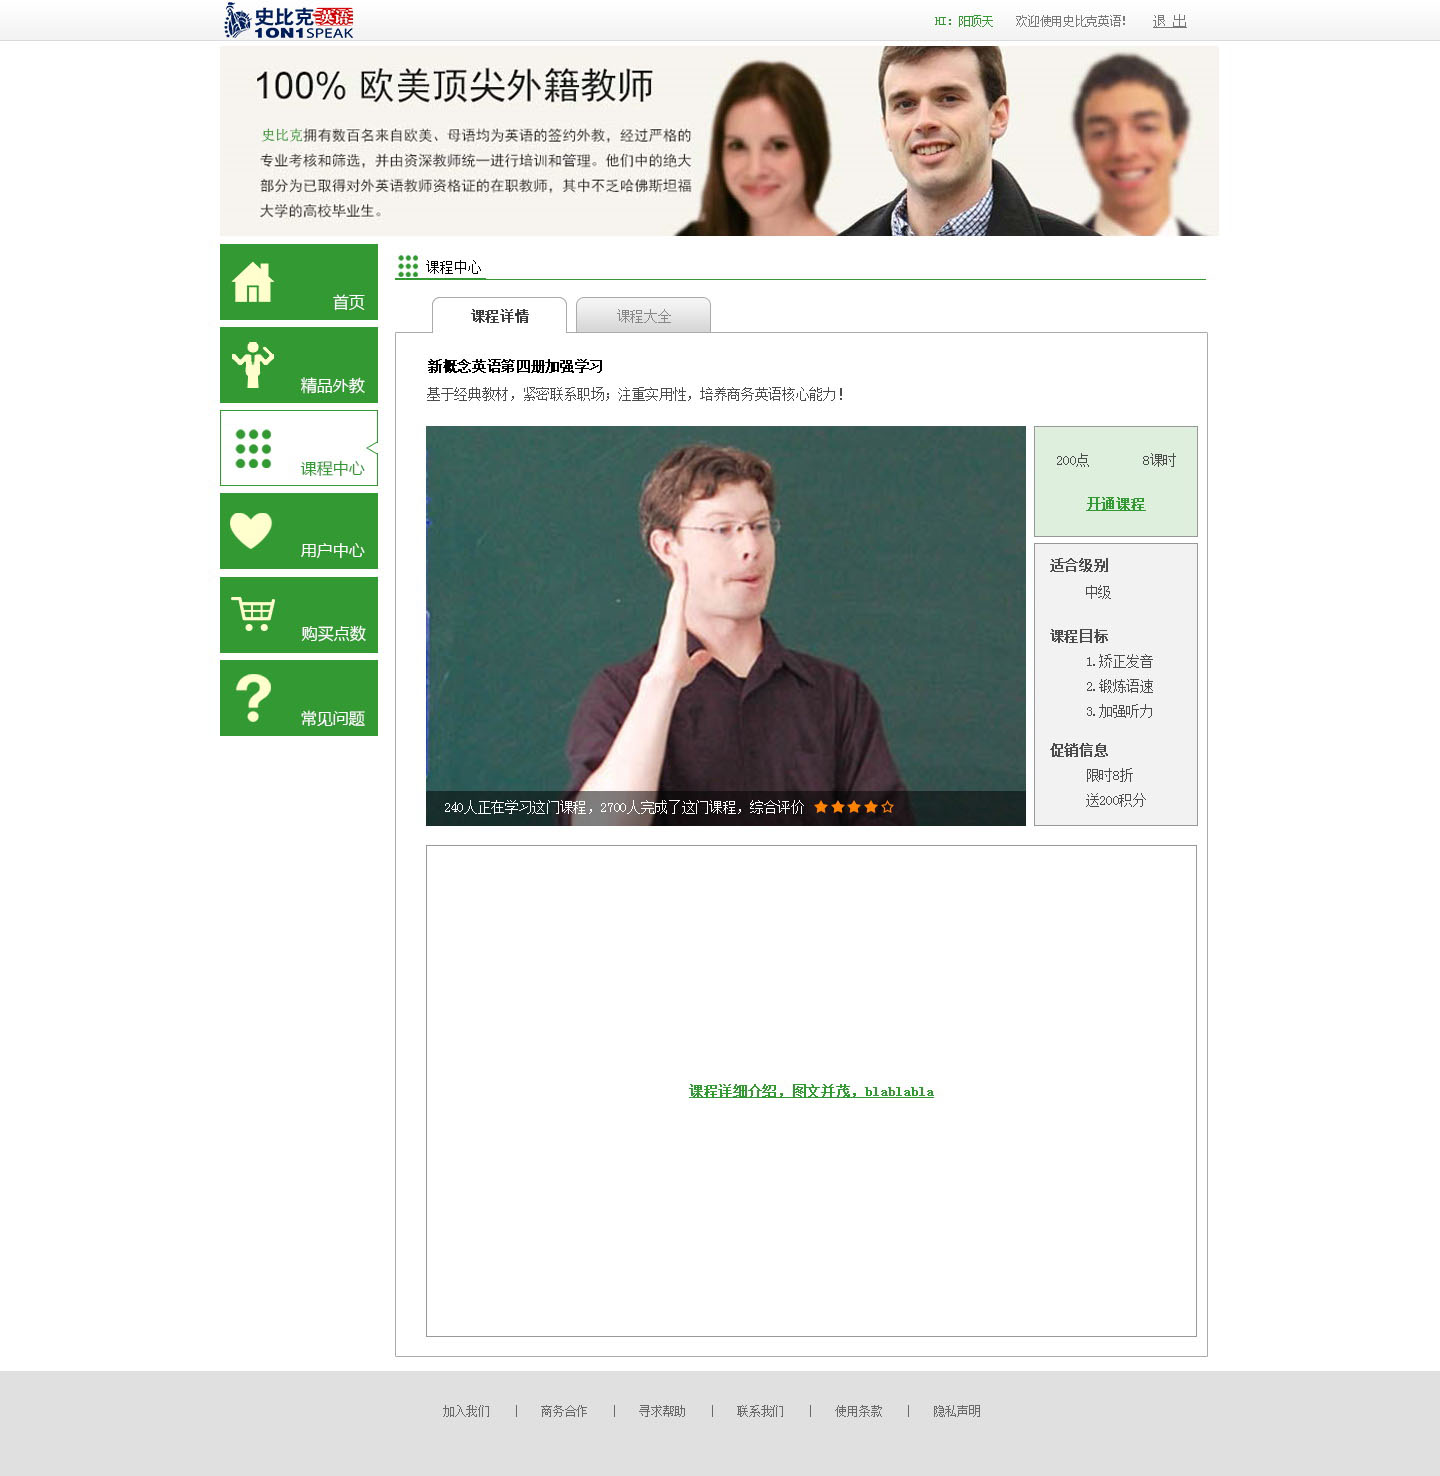 史比克英语
1ON1SPEAK
HI: 阳顶天 欢迎使用史比克英语! 退 出
100% 欧美顶尖外籍教师
史比克拥有数百名来自欧美、母语均为英语的签约外教，经过严格的
专业考核和筛选，并由资深教师统一进行培训和管理。他们中的绝大
部分为已取得对外英语教师资格证的在职教师，其中不乏哈佛斯坦福
大学的高校毕业生。
首页
精品外教
课程中心
用户中心
购买点数
常见问题
课程中心
课程详情 课程大全
新概念英语第四册加强学习
基于经典教材，紧密联系职场；注重实用性，培养商务英语核心能力！
240人正在学习这门课程，2700人完成了这门课程，综合评价
200点 8课时
开通课程
适合级别
中级
课程目标
1.矫正发音
2.锻炼语速
3.加强听力
促销信息
限时8折
送200积分
课程详细介绍，图文并茂，blablabla
加入我们 | 商务合作 | 寻求帮助 | 联系我们 | 使用条款 | 隐私声明